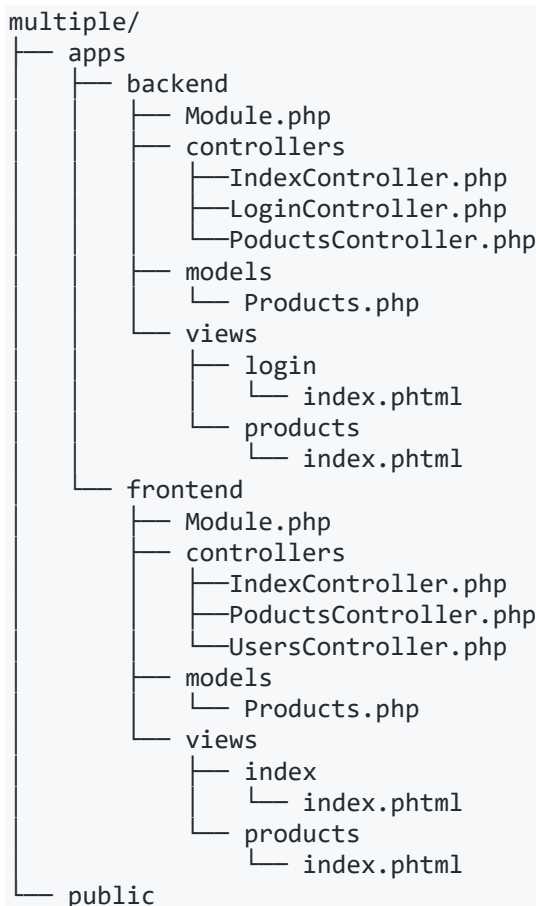 multiple/
├── apps
│   ├── backend
│   │   ├── Module.php
│   │   ├── controllers
│   │   │   ├──IndexController.php
│   │   │   ├──LoginController.php
│   │   │   └──PoductsController.php
│   │   ├── models
│   │   │   └── Products.php
│   │   └── views
│   │       ├── login
│   │       │   └── index.phtml
│   │       └── products
│   │           └── index.phtml
│   └── frontend
│       ├── Module.php
│       ├── controllers
│       │   ├──IndexController.php
│       │   ├──PoductsController.php
│       │   └──UsersController.php
│       ├── models
│       │   └── Products.php
│       └── views
│           ├── index
│           │   └── index.phtml
│           └── products
│               └── index.phtml
└── public